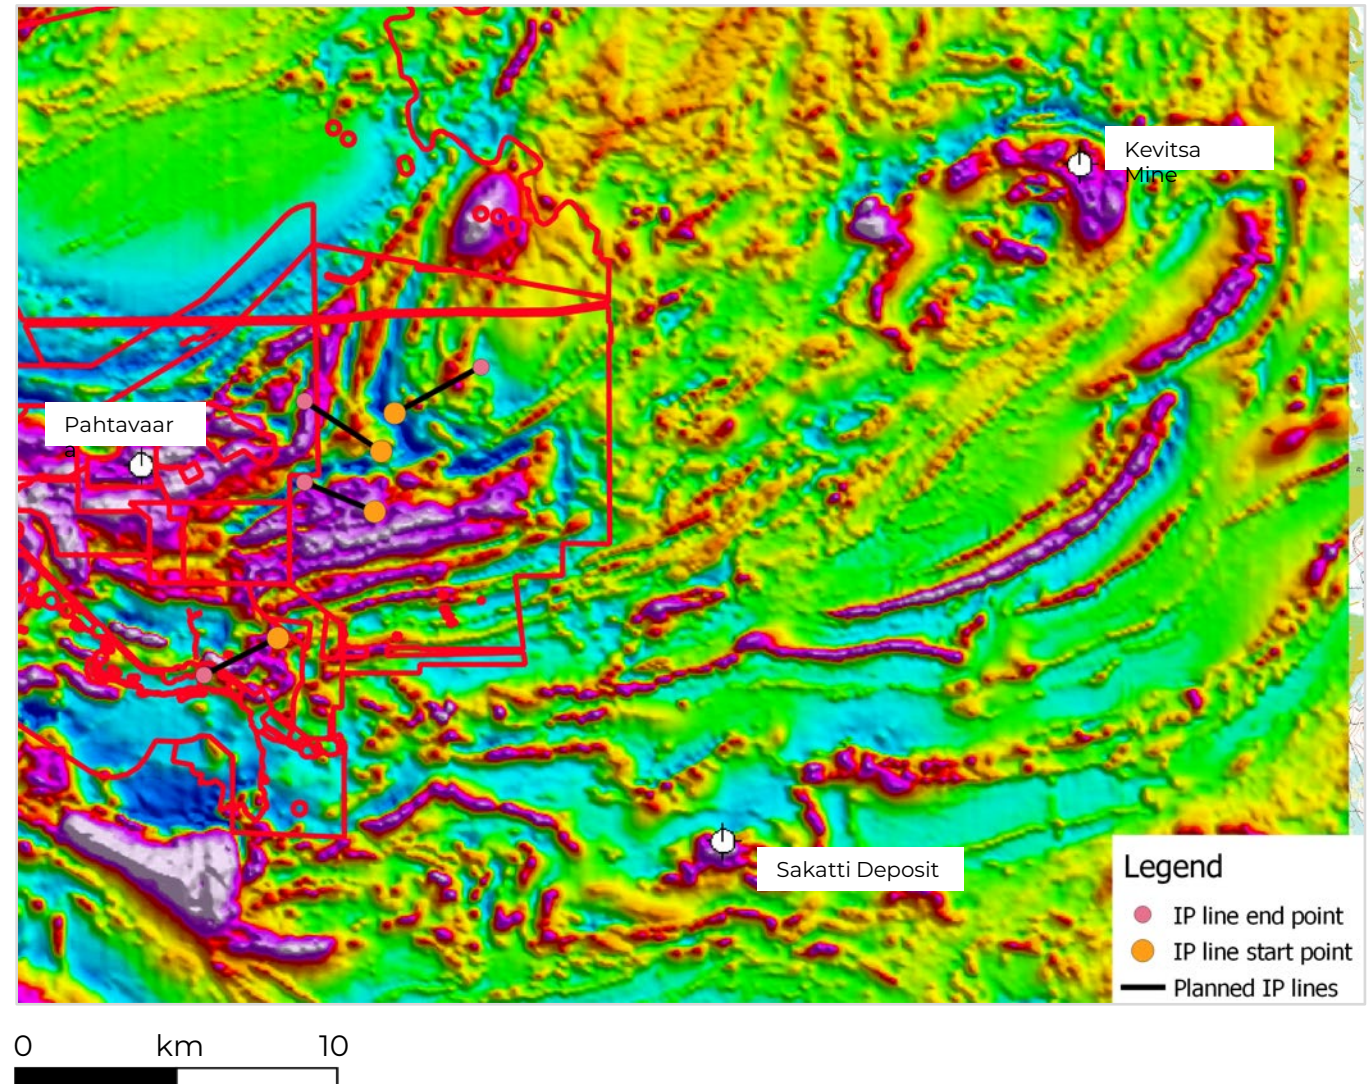 Kevitsa
Mine
Pahtavaar
a
Sakatti Deposit
Legend
IP line end point
IP line start point
Planned IP lines
0 km 10